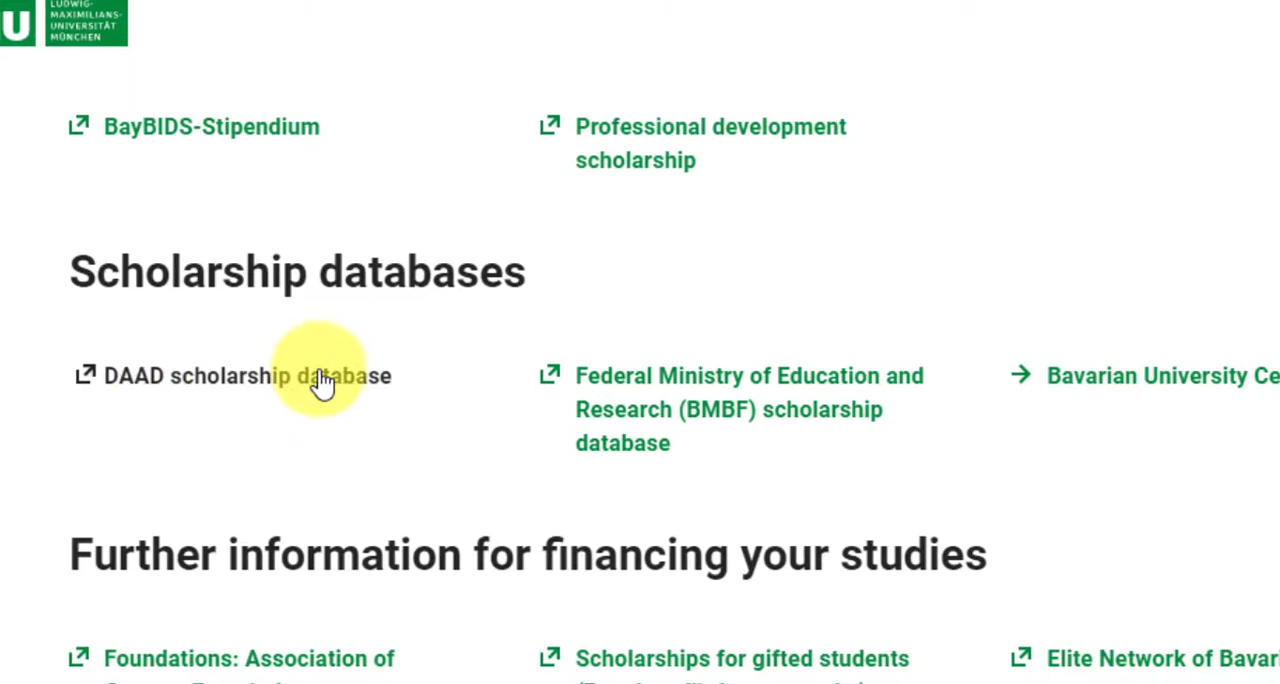 U
LUDWIG-
MAXIMILIANS-
UNIVERSITÄT
MÜNCHEN
BayBIDS-Stipendium
Professional development
scholarship
Scholarship databases
DAAD scholarship database
Federal Ministry of Education and
Research (BMBF) scholarship
database
Bavarian University Ce
Further information for financing your studies
Foundations: Association of
Scholarships for gifted students
Elite Network of Bavar